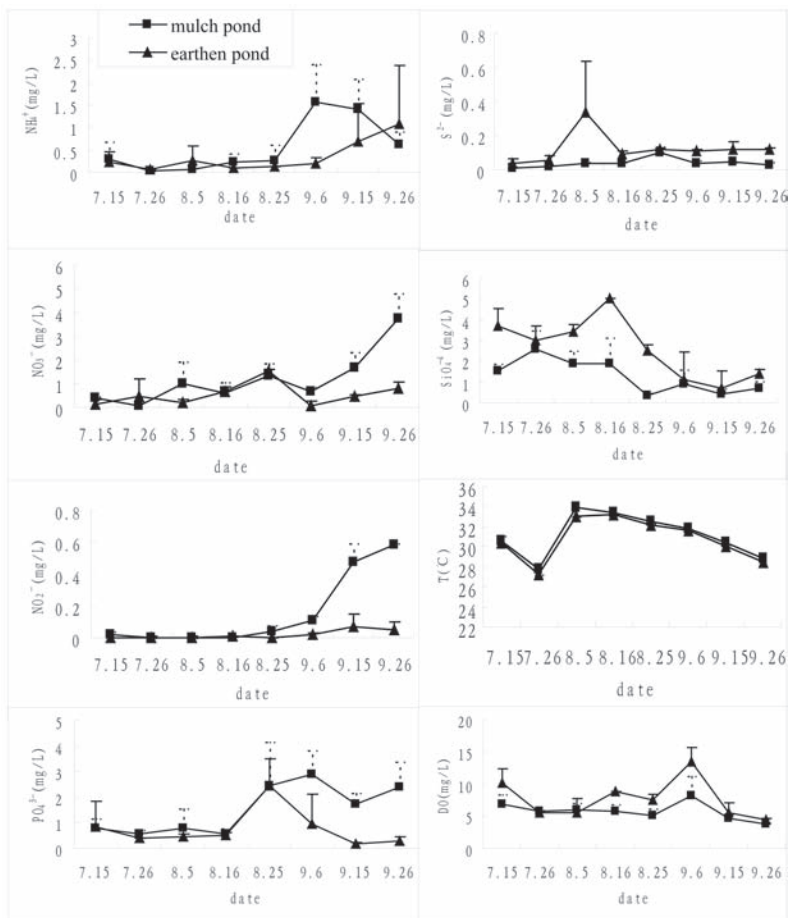 mulch pond
earthen pond
NH₄⁺(mg/L)
3
2.5
2
1.5
1
0.5
0
7.15 7.26 8.5 8.16 8.25 9.6 9.15 9.26
date
S²⁻(mg/L)
0.8
0.6
0.4
0.2
0
7.15 7.26 8.5 8.16 8.25 9.6 9.15 9.26
date
NO₃⁻(mg/L)
6
5
4
3
2
1
0
7.15 7.26 8.5 8.16 8.25 9.6 9.15 9.26
date
SiO₄⁻⁴(mg/L)
6
5
4
3
2
1
0
7.15 7.26 8.5 8.16 8.25 9.6 9.15 9.26
date
NO₂⁻(mg/L)
0.8
0.6
0.4
0.2
0
7.15 7.26 8.5 8.16 8.25 9.6 9.15 9.26
date
T(℃)
36
34
32
30
28
26
24
22
7.15 7.26 8.5 8.16 8.25 9.6 9.15 9.26
date
PO₄³⁻(mg/L)
5
4
3
2
1
0
7.15 7.26 8.5 8.16 8.25 9.6 9.15 9.26
date
DO(mg/L)
20
15
10
5
0
7.15 7.26 8.5 8.16 8.25 9.6 9.15 9.26
date